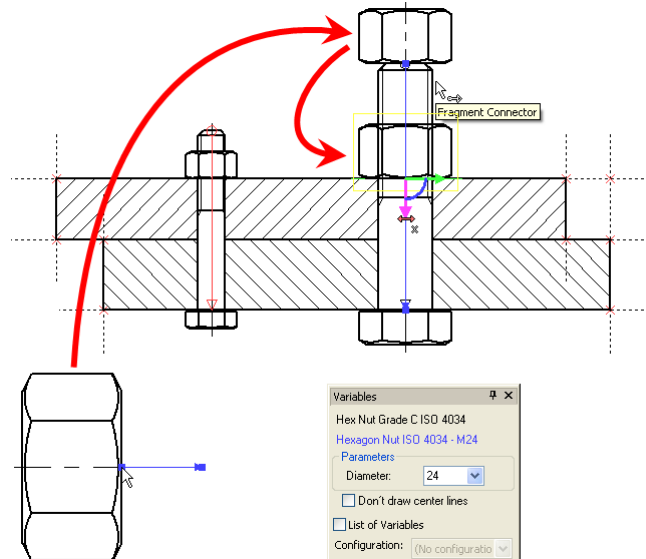 Fragment Connector
Variables
Hex Nut Grade C ISO 4034
Hexagon Nut ISO 4034 - M24
Parameters
Diameter: 24
Don't draw center lines
List of Variables
Configuration: (No configuratio